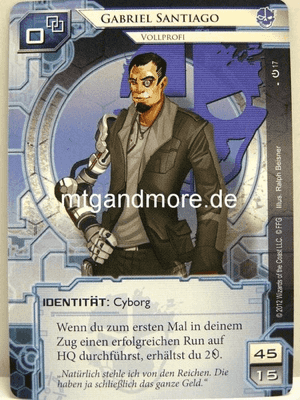 0
GABRIEL SANTIAGO
VOLLPROFI
17
Illus. Ralph Beisner
© 2012 Wizards of the Coast LLC. © FFG
mtgandmore.de
IDENTITÄT: Cyborg
Wenn du zum ersten Mal in deinem
Zug einen erfolgreichen Run auf
HQ durchführst, erhältst du 2
„Natürlich stehle ich von den Reichen. Die
haben ja schließlich das ganze Geld.“
45
15